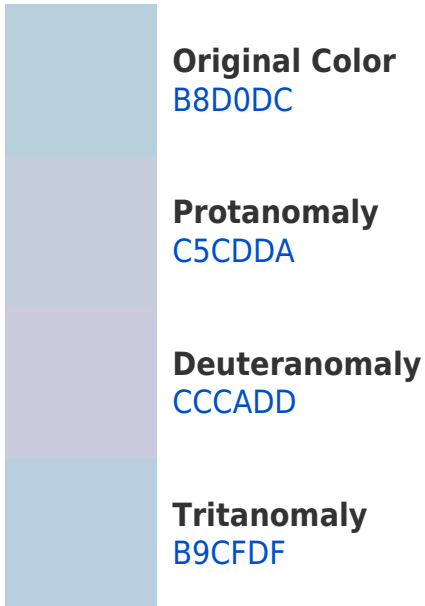 Original Color
B8D0DC
Protanomaly
C5CDDA
Deuteranomaly
CCCADD
Tritanomaly
B9CFDF